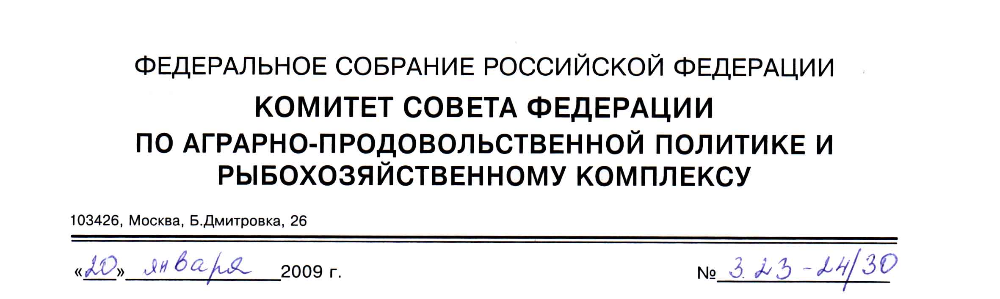 ФЕДЕРАЛЬНОЕ СОБРАНИЕ РОССИЙСКОЙ ФЕДЕРАЦИИ
КОМИТЕТ СОВЕТА ФЕДЕРАЦИИ
ПО АГРАРНО-ПРОДОВОЛЬСТВЕННОЙ ПОЛИТИКЕ И
РЫБОХОЗЯЙСТВЕННОМУ КОМПЛЕКСУ
103426, Москва, Б.Дмитровка, 26
«20» января 2009 г. № 3.23-24/30